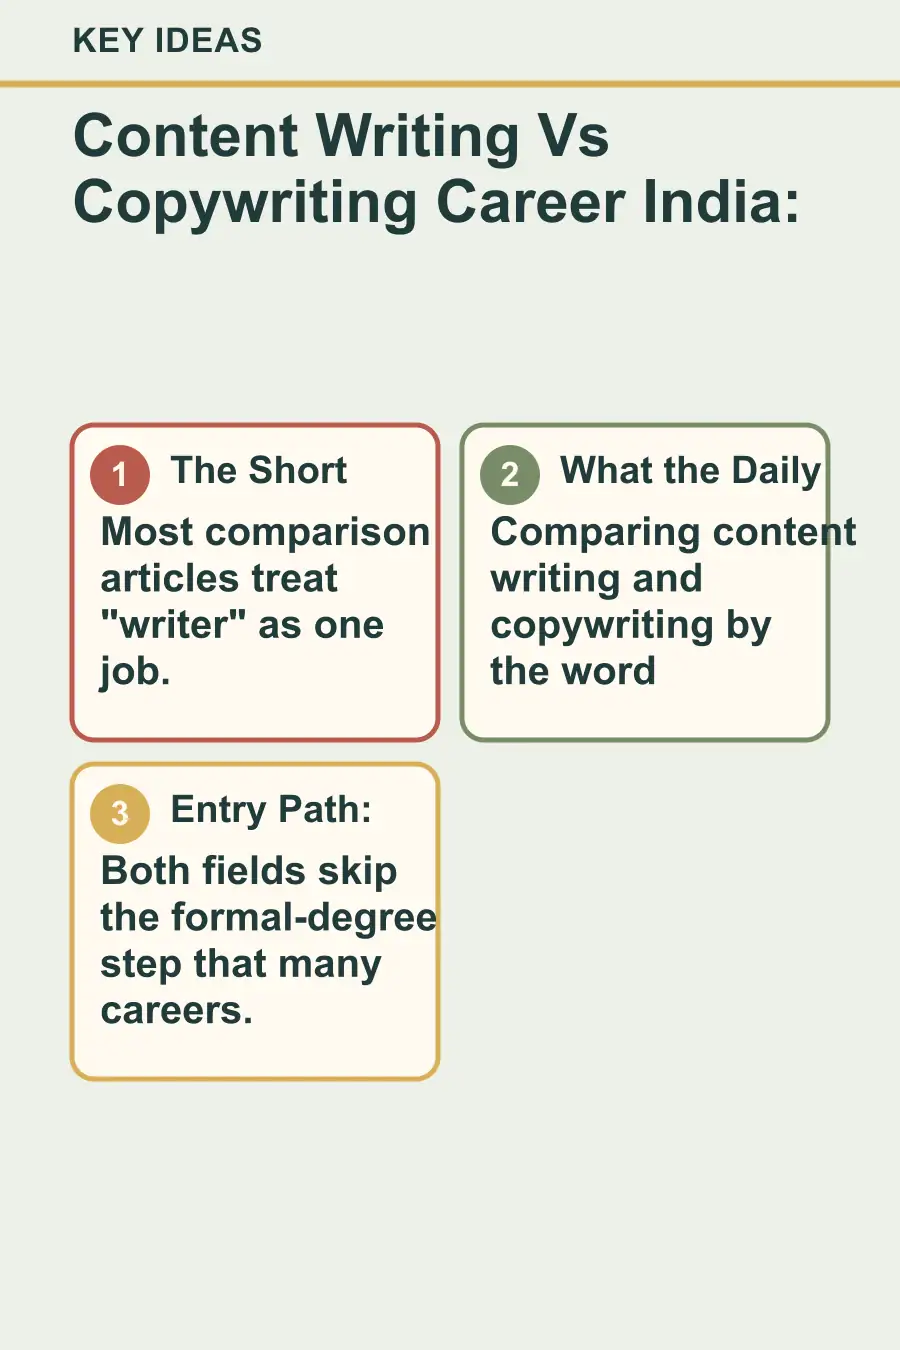 KEY IDEAS
Content Writing Vs
Copywriting Career India:
1 The Short
Most comparison
articles treat
"writer" as one
job.
2 What the Daily
Comparing content
writing and
copywriting by
the word
3 Entry Path:
Both fields skip
the formal-degree
step that many
careers.